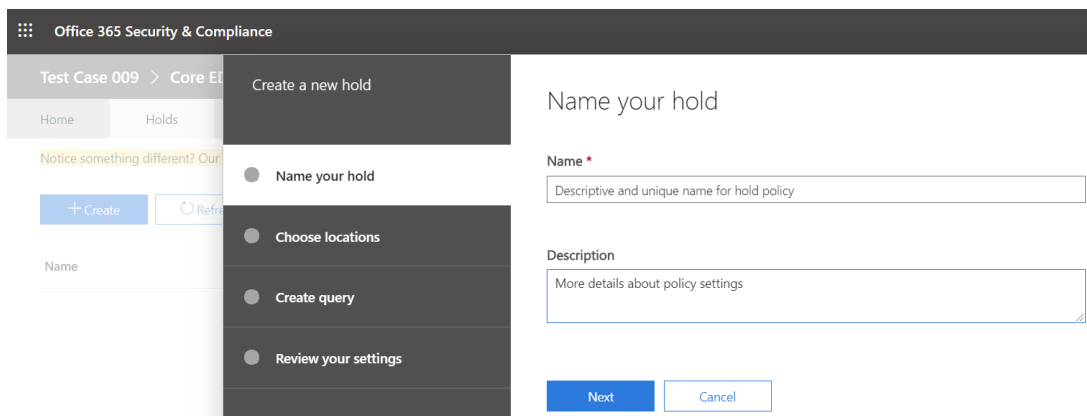 Office 365 Security & Compliance
Test Case 009 > Core ED
Home Holds
Notice something different? Our
+ Create Refre
Name
Create a new hold
Name your hold
Choose locations
Create query
Review your settings
Name your hold
Name *
Descriptive and unique name for hold policy
Description
More details about policy settings
Next Cancel